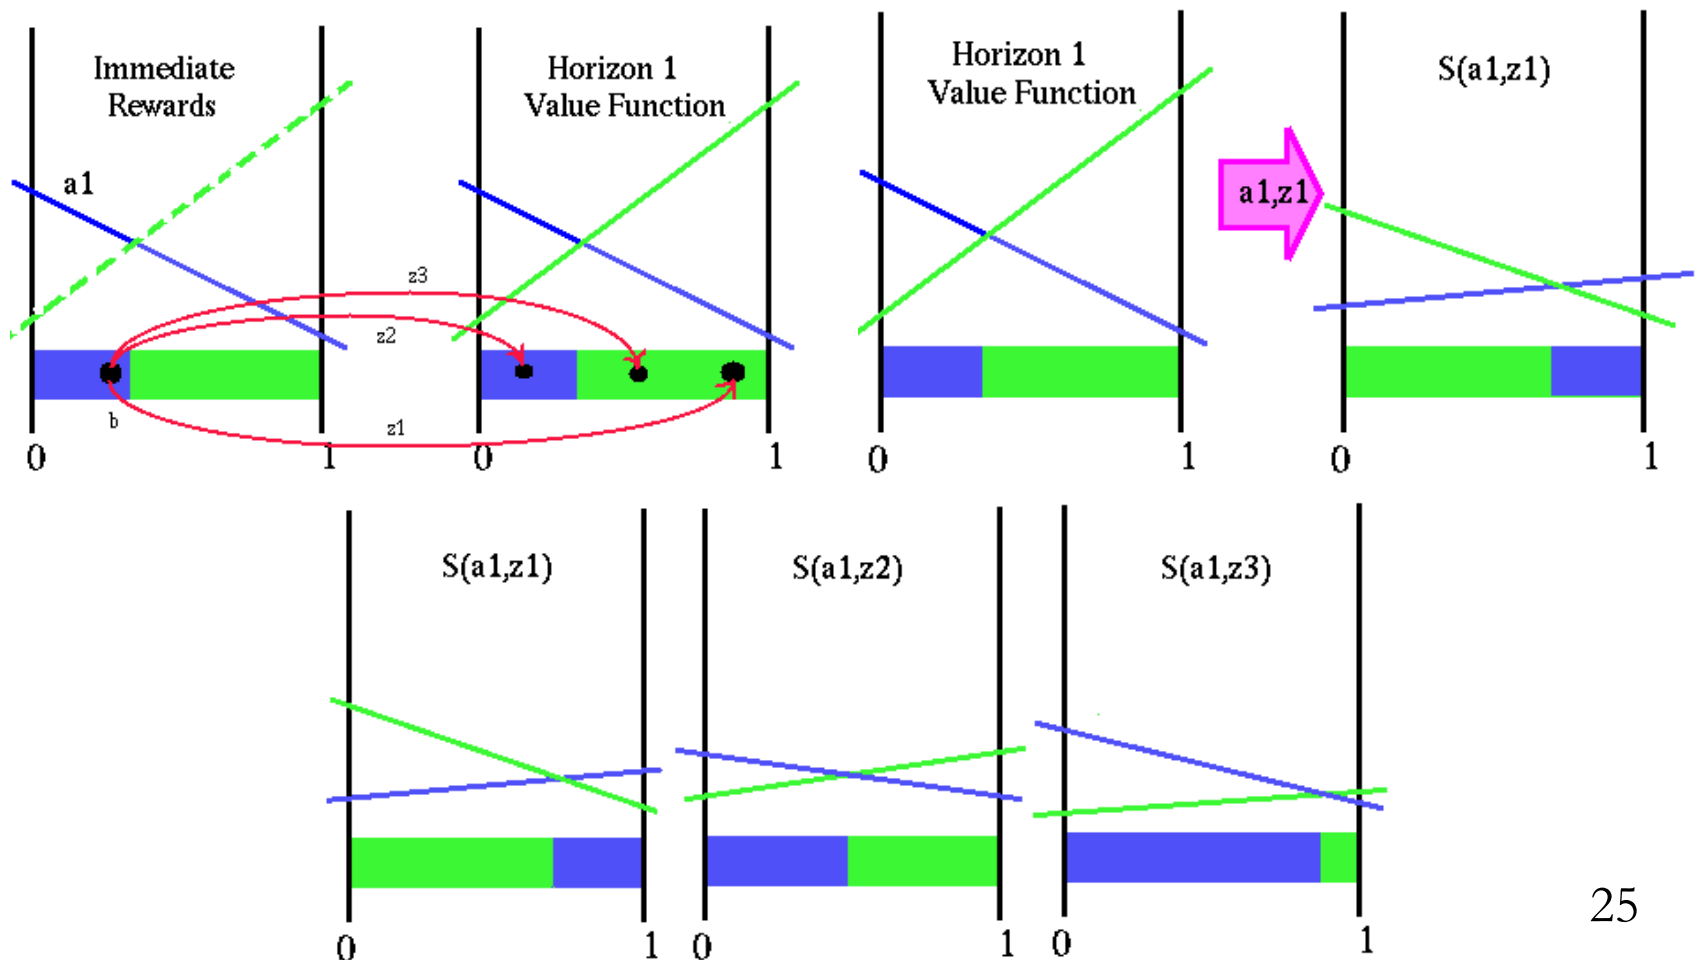 Immediate
Rewards
a1
z3
z2
b
z1
0
1
Horizon 1
Value Function
0
1
Horizon 1
Value Function
0
1
a1,z1
S(a1,z1)
0
1
S(a1,z1)
0
1
S(a1,z2)
0
1
S(a1,z3)
0
1
25